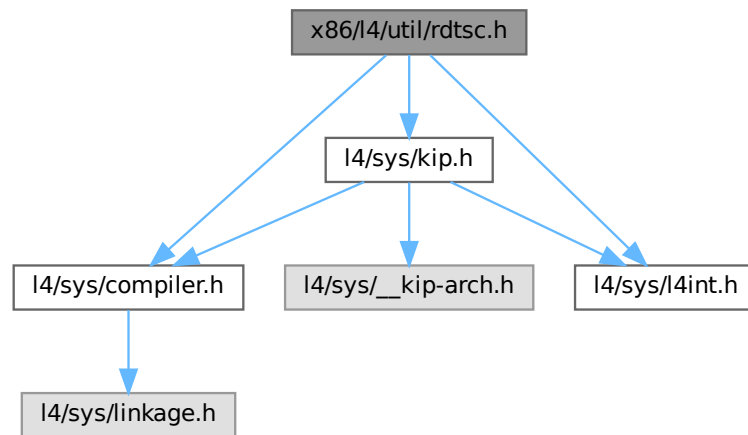 x86/l4/util/rdtsc.h
l4/sys/kip.h
l4/sys/compiler.h
l4/sys/__kip-arch.h
l4/sys/l4int.h
l4/sys/linkage.h